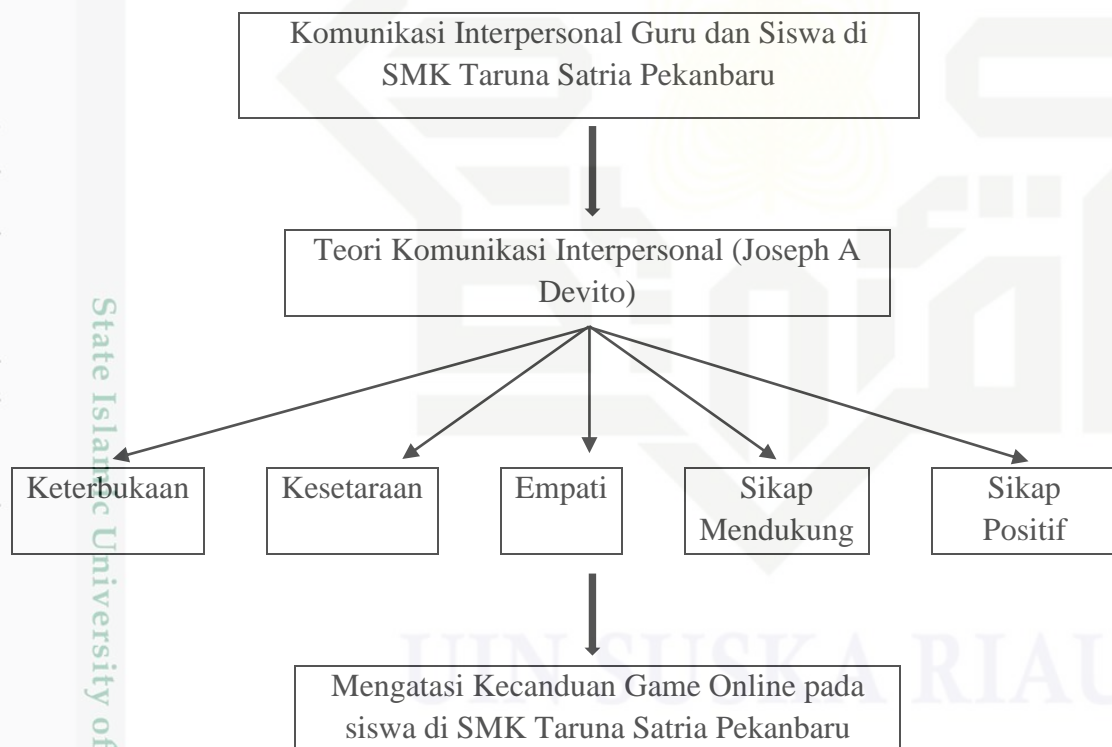 Komunikasi Interpersonal Guru dan Siswa di
SMK Taruna Satria Pekanbaru
Teori Komunikasi Interpersonal (Joseph A
Devito)
Keterbukaan
Kesetaraan
Empati
Sikap
Mendukung
Sikap
Positif
Mengatasi Kecanduan Game Online pada
siswa di SMK Taruna Satria Pekanbaru
State Islamic University of
UIN SUSKA RIAU